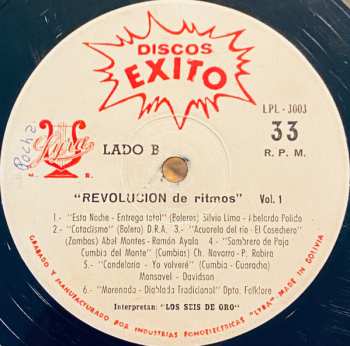 DISCOS
EXITO
LPL - 3003
Pocha
Lyra
LADO B
33
R. P. M.
"REVOLUCION de ritmos" Vol. 1
1.- "Esta Noche - Entrega total" (Boleros) Silvio Lima - Abelardo Pulido
2.- "Cataclismo" (Bolero) D.R.A. 3.- "Acuarela del río - El Cosechero"
(Zambas) Abel Montes - Ramón Ayala 4.- "Sombrero de Paja
Cumbia del Monte" (Cumbias) Ch. Navarro - P. Rabira
5.- "Candelaria - Yo volveré" (Cumbia - Guaracha)
Monsavel - Davidson
6.- "Morenada - Diablada Tradicional" Dpto. Folklore
Interpretan: "LOS SEIS DE ORO"
GRABADO Y MANUFACTURADO POR INDUSTRIAS FONOELECTRICAS "LYRA" MADE IN BOLIVIA